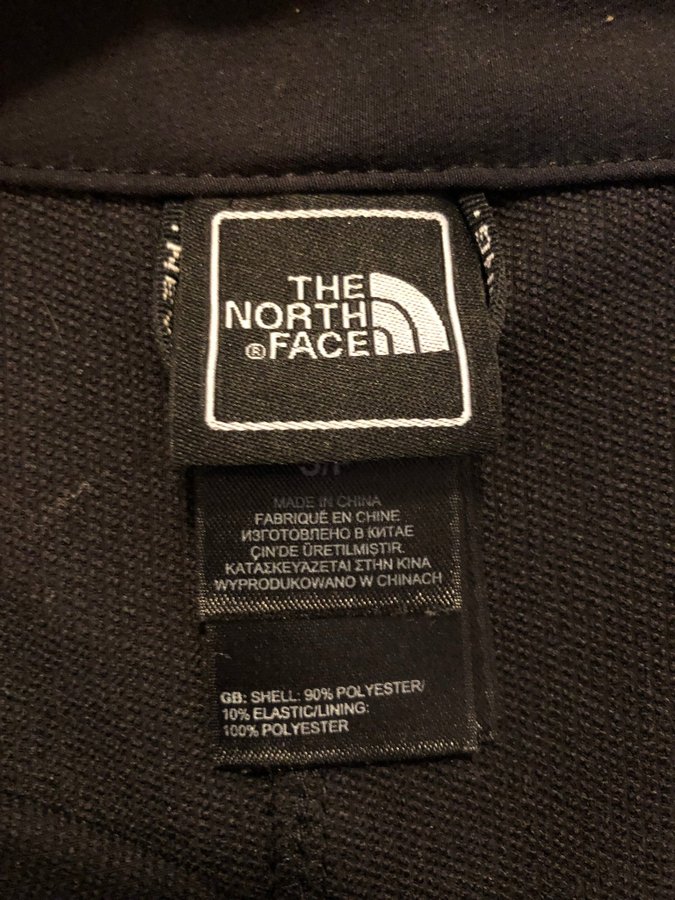 THE
NORTH
® FACE
S/P
MADE IN CHINA
FABRIQUÉ EN CHINE
ИЗГОТОВЛЕНО В КИТАЕ
ÇIN'DE ÜRETILMIŞTIR.
ΚΑΤΑΣΚΕΥΑΖΕΤΑΙ ΣΤΗΝ ΚΙΝΑ
WYPRODUKOWANO W CHINACH
GB: SHELL: 90% POLYESTER/
10% ELASTIC/LINING:
100% POLYESTER